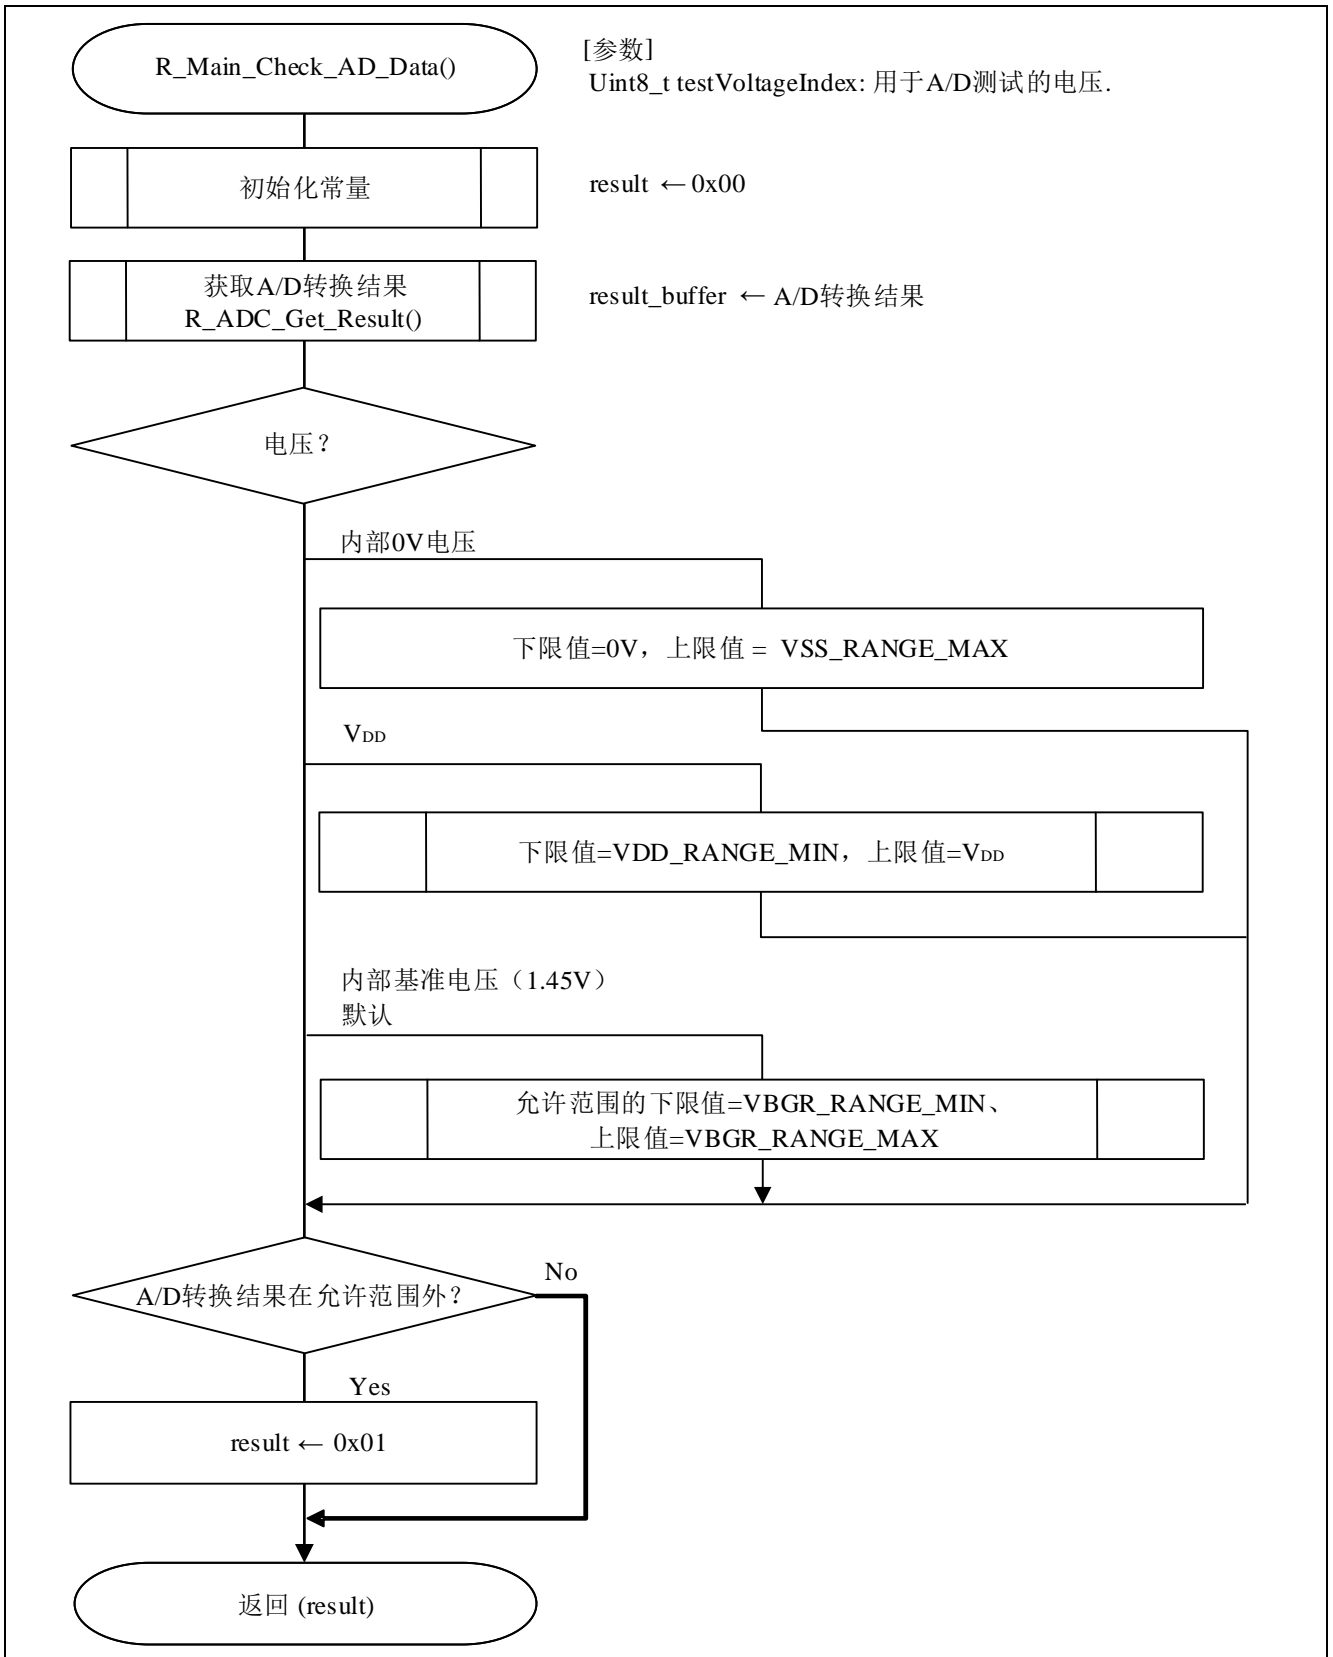 R_Main_Check_AD_Data()
[参数]
Uint8_t testVoltageIndex: 用于A/D测试的电压.
初始化常量
result ← 0x00
获取A/D转换结果
R_ADC_Get_Result()
result_buffer ← A/D转换结果
电压?
内部0V电压
下限值=0V，上限值 = VSS_RANGE_MAX
VDD
下限值=VDD_RANGE_MIN，上限值=VDD
内部基准电压（1.45V）
默认
允许范围的下限值=VBGR_RANGE_MIN、
上限值=VBGR_RANGE_MAX
A/D转换结果在允许范围外?
No
Yes
result ← 0x01
返回 (result)